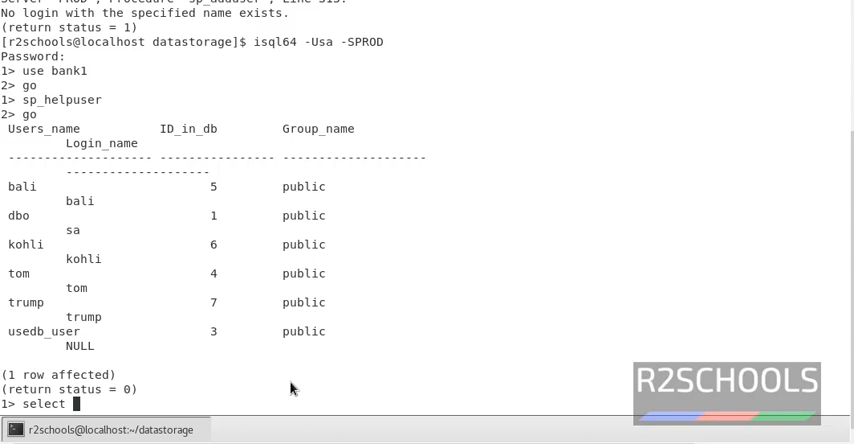 Server 'PROD', Procedure 'sp_adduser', Line 315:
No login with the specified name exists.
(return status = 1)
[r2schools@localhost datastorage]$ isql64 -Usa -SPROD
Password:
1> use bank1
2> go
1> sp_helpuser
2> go
Users_name ID_in_db Group_name
Login_name
-------------------- ---------------- --------------------
--------------------
bali 5 public
bali
dbo 1 public
sa
kohli 6 public
kohli
tom 4 public
tom
trump 7 public
trump
usedb_user 3 public
NULL
(1 row affected)
(return status = 0)
1> select
R2SCHOOLS
r2schools@localhost:~/datastorage